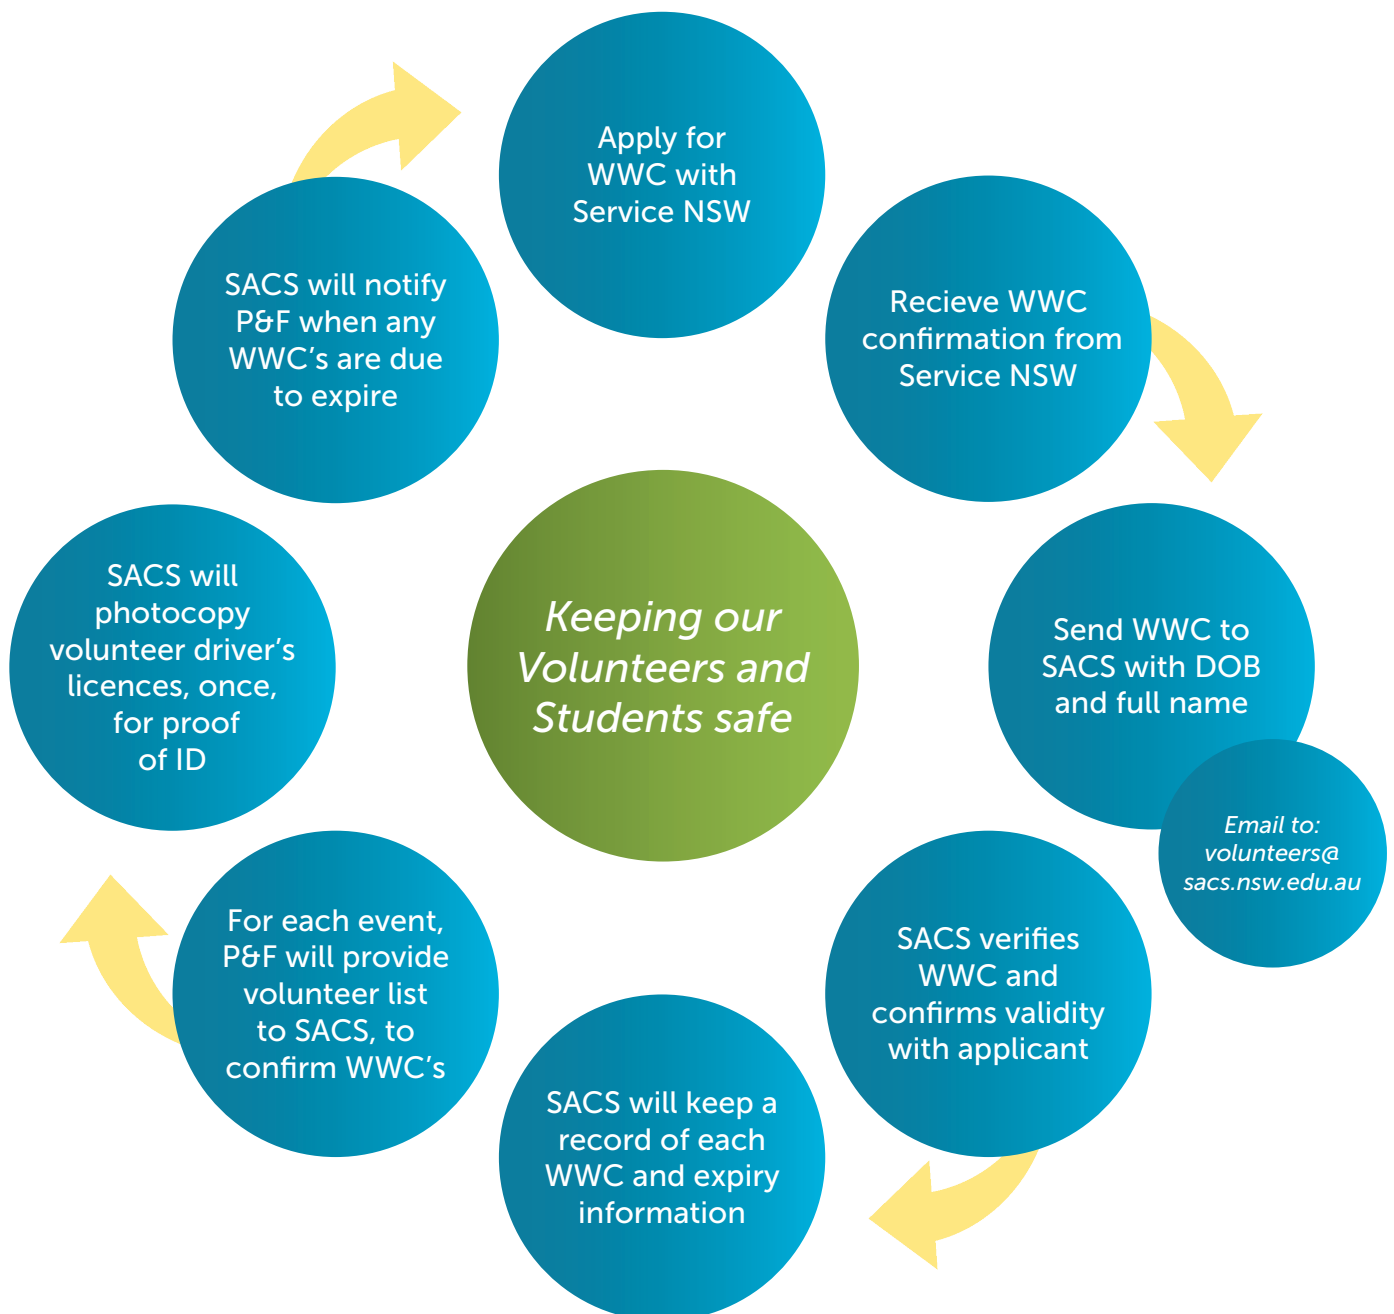 Apply for
WWC with
Service NSW
Recieve WWC
confirmation from
Service NSW
Send WWC to
SACS with DOB
and full name
Email to:
volunteers@
sacs.nsw.edu.au
SACS verifies
WWC and
confirms validity
with applicant
SACS will keep a
record of each
WWC and expiry
information
For each event,
P&F will provide
volunteer list
to SACS, to
confirm WWC’s
SACS will
photocopy
volunteer driver’s
licences, once,
for proof
of ID
SACS will notify
P&F when any
WWC’s are due
to expire
Keeping our
Volunteers and
Students safe